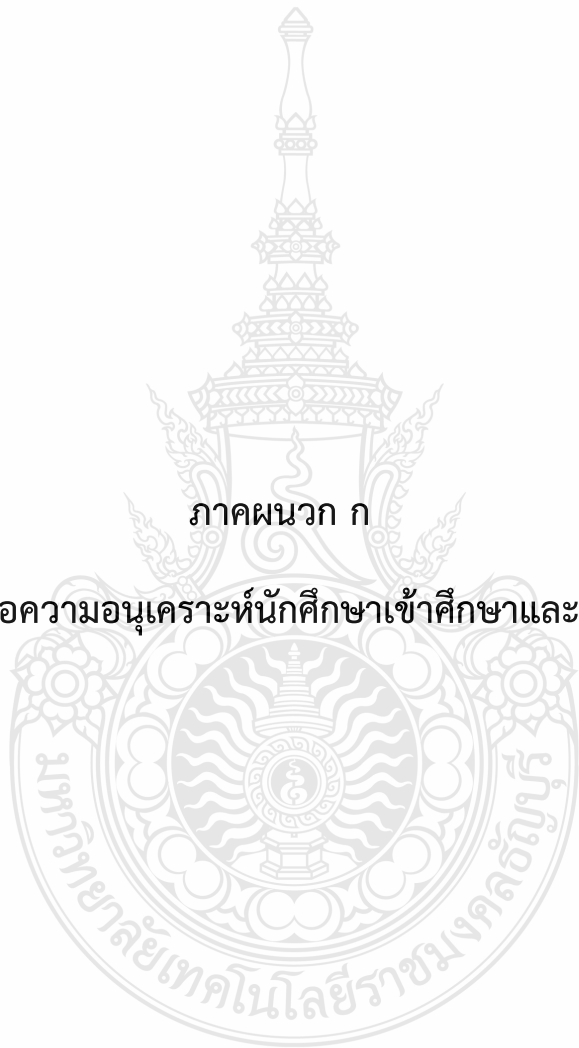 ภาคผนวก ก
อความอนุเคราะห์นักศึกษาเข้าศึกษาและ
มหาวิทยาลัยเทคโนโลยีราชมงคลธัญบุรี